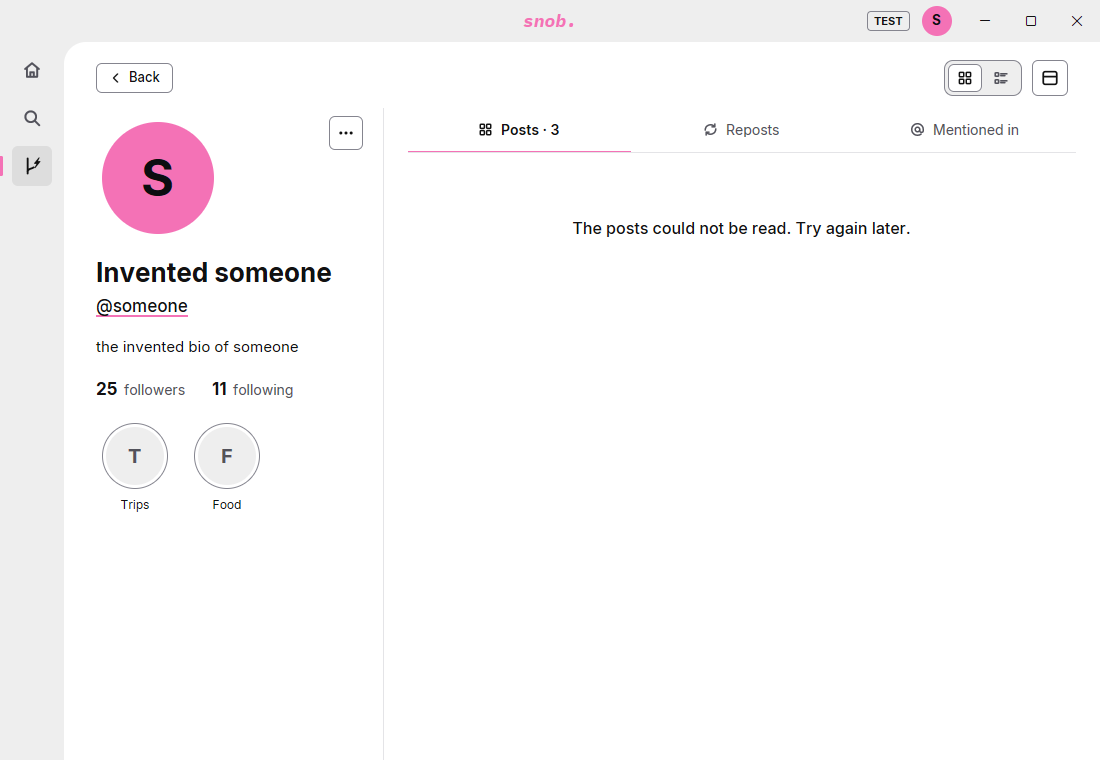 snob.
TEST
S
Back
S
Invented someone
@someone
the invented bio of someone
25 followers 11 following
T
F
Trips
Food
Posts · 3
Reposts
Mentioned in
The posts could not be read. Try again later.